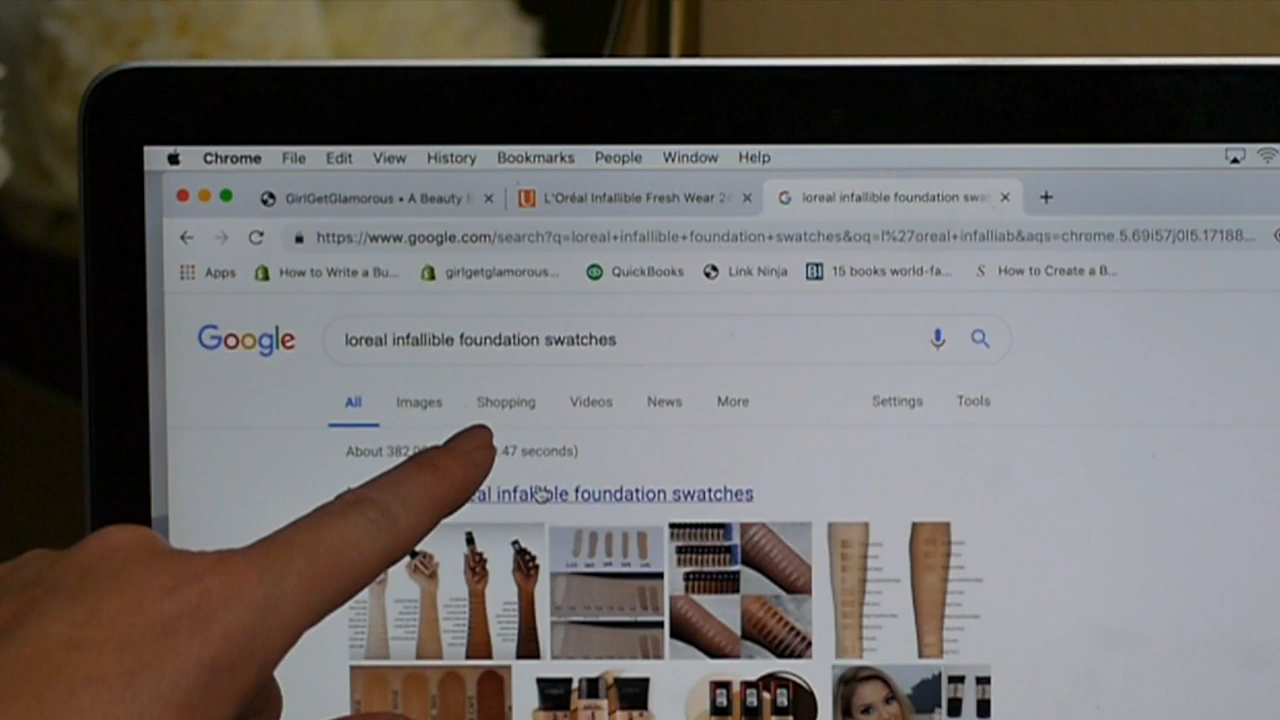 Chrome File Edit View History Bookmarks People Window Help
GirlGetGlamorous • A Beauty L'Oréal Infallible Fresh Wear 2 loreal infallible foundation swat
https://www.google.com/search?q=loreal+infallible+foundation+swatches&oq=l%27oreal+infalliab&aqs=chrome.5.69i57j0l5.17188...
Apps How to Write a Bu... girlgetglamorous... QuickBooks Link Ninja 15 books world-fa... How to Create a B...
Google loreal infallible foundation swatches
All Images Shopping Videos News More Settings Tools
About 382,0 .47 seconds)
eal infallible foundation swatches